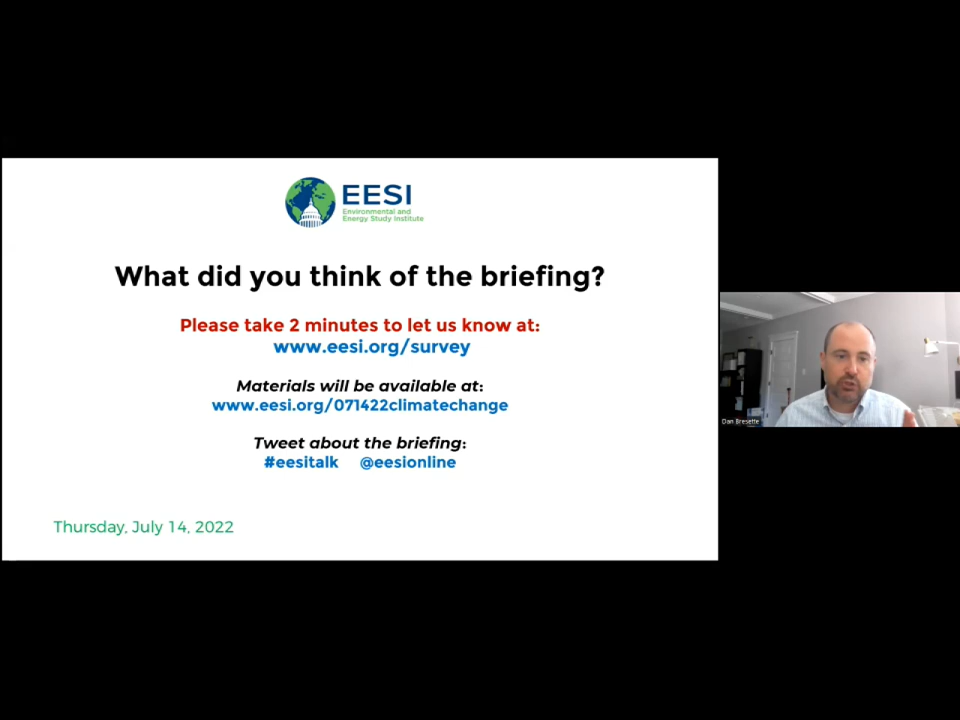 EESI
Environmental and
Energy Study Institute
What did you think of the briefing?
Please take 2 minutes to let us know at:
www.eesi.org/survey
Materials will be available at:
www.eesi.org/071422climatechange
Tweet about the briefing:
#eesitalk @eesionline
Thursday, July 14, 2022
Dan Bresette